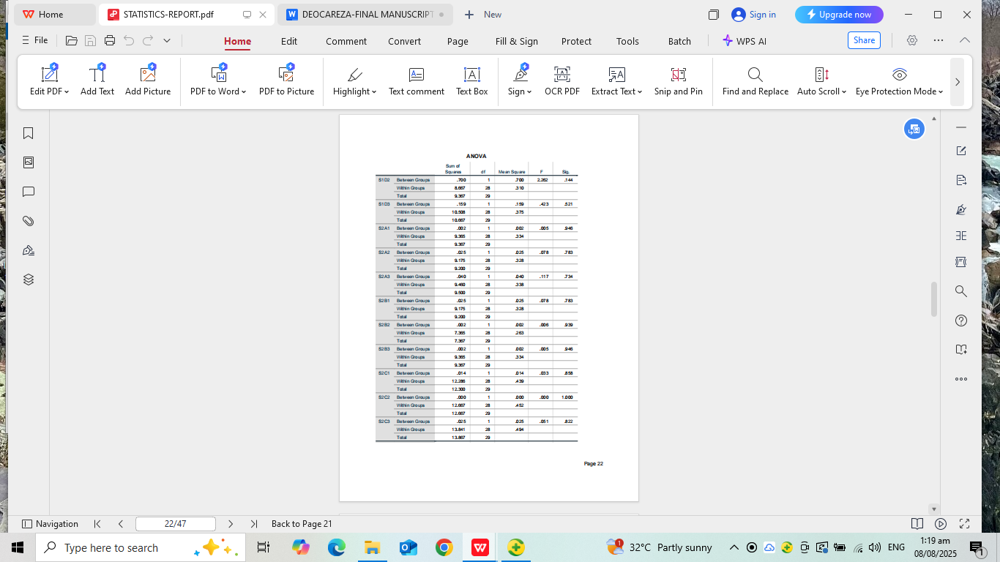 Home STATISTICS-REPORT.pdf DEOCAREZA-FINAL MANUSCRIPT New Sign in Upgrade now
File Home Edit Comment Convert Page Fill & Sign Protect Tools Batch WPS AI Share
Edit PDF Add Text Add Picture PDF to Word PDF to Picture Highlight Text comment Text Box Sign OCR PDF Extract Text Snip and Pin Find and Replace Auto Scroll Eye Protection Mode
ANOVA
Sum of
Squares df Mean Square F Sig.
S1D2 Between Groups .700 1 .700 2.262 .144
Within Groups 8.667 28 .310
Total 9.367 29
S1D3 Between Groups .159 1 .159 .423 .521
Within Groups 10.508 28 .375
Total 10.667 29
S2A1 Between Groups .002 1 .002 .005 .946
Within Groups 9.365 28 .334
Total 9.367 29
S2A2 Between Groups .025 1 .025 .078 .783
Within Groups 9.175 28 .328
Total 9.200 29
S2A3 Between Groups .040 1 .040 .117 .734
Within Groups 9.460 28 .338
Total 9.500 29
S2B1 Between Groups .025 1 .025 .078 .783
Within Groups 9.175 28 .328
Total 9.200 29
S2B2 Between Groups .002 1 .002 .006 .939
Within Groups 7.365 28 .263
Total 7.367 29
S2B3 Between Groups .002 1 .002 .005 .946
Within Groups 9.365 28 .334
Total 9.367 29
S2C1 Between Groups .014 1 .014 .033 .858
Within Groups 12.286 28 .439
Total 12.300 29
S2C2 Between Groups .000 1 .000 .000 1.000
Within Groups 12.667 28 .452
Total 12.667 29
S2C3 Between Groups .025 1 .025 .051 .822
Within Groups 13.841 28 .494
Total 13.867 29
Page 22
Navigation 22/47 Back to Page 21
Type here to search 32°C Partly sunny ENG 1:19 am
08/08/2025